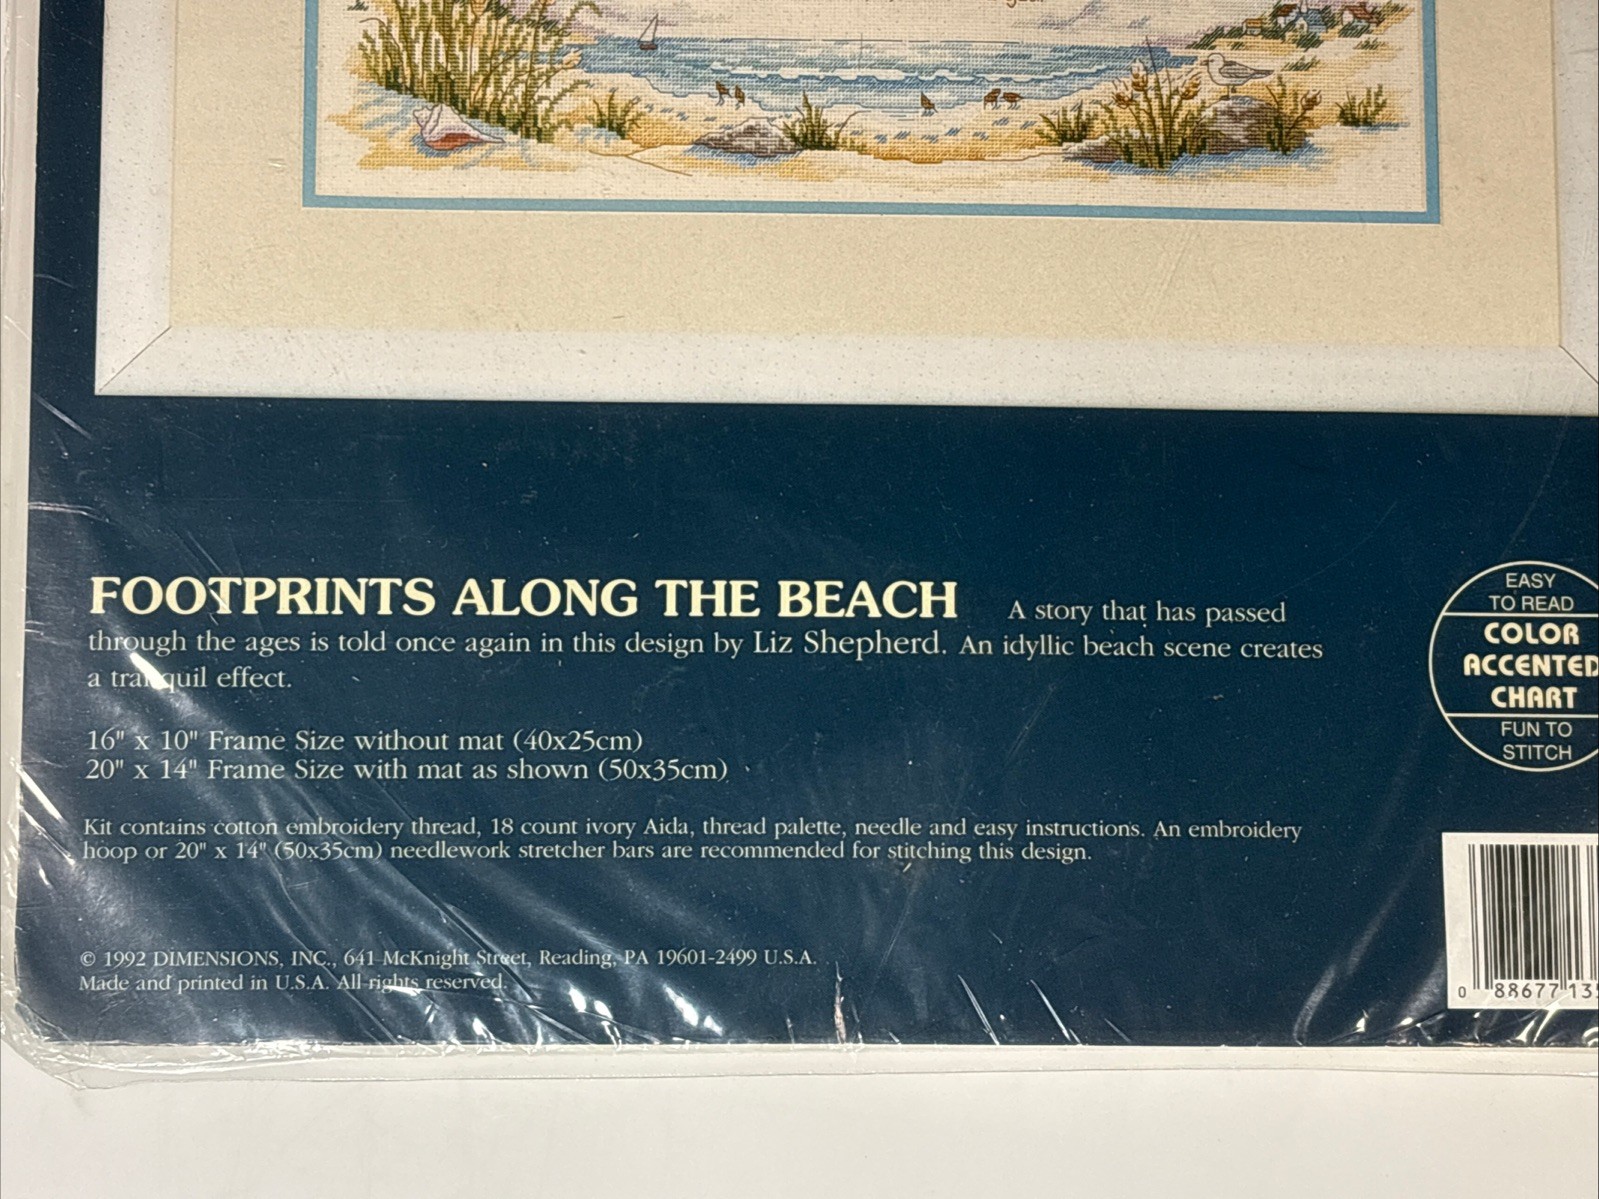 FOOTPRINTS ALONG THE BEACH A story that has passed
through the ages is told once again in this design by Liz Shepherd. An idyllic beach scene creates
a tranquil effect.
16" x 10" Frame Size without mat (40x25cm)
20" x 14" Frame Size with mat as shown (50x35cm)
Kit contains cotton embroidery thread, 18 count ivory Aida, thread palette, needle and easy instructions. An embroidery
hoop or 20" x 14" (50x35cm) needlework stretcher bars are recommended for stitching this design.
© 1992 DIMENSIONS, INC., 641 McKnight Street, Reading, PA 19601-2499 U.S.A.
Made and printed in U.S.A. All rights reserved.
EASY
TO READ
COLOR
ACCENTED
CHART
FUN TO
STITCH
0 88677 13